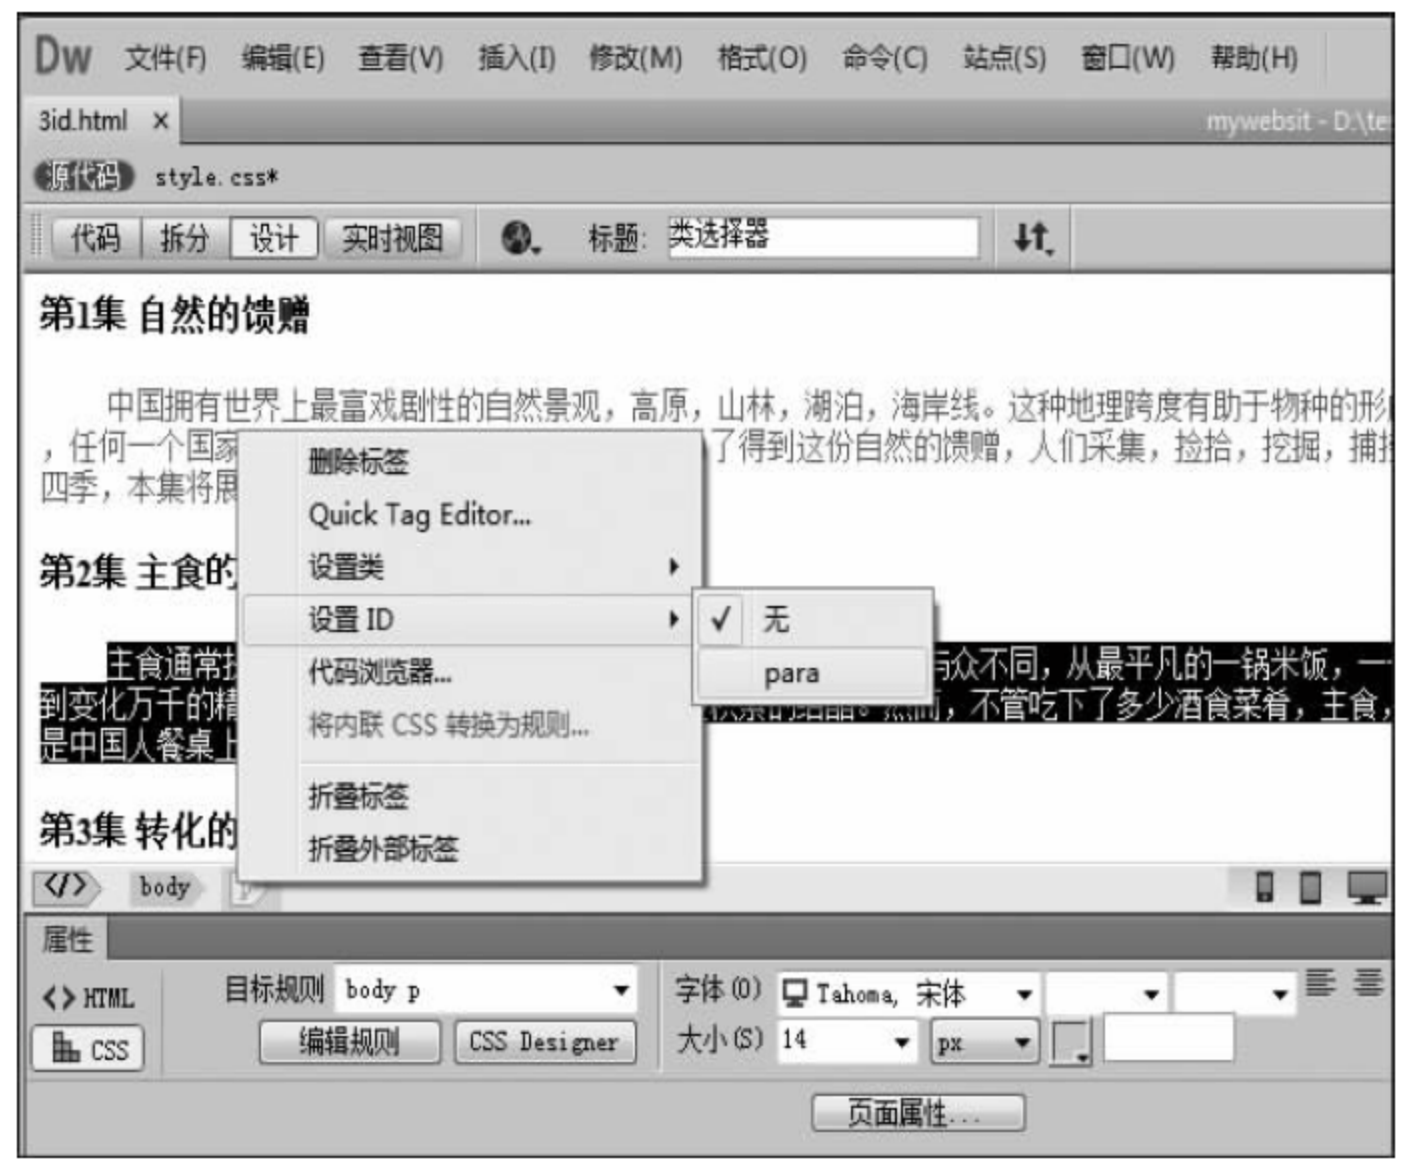 Dw 文件(F) 编辑(E) 查看(V) 插入(I) 修改(M) 格式(O) 命令(C) 站点(S) 窗口(W) 帮助(H)
3id.html × mywebsit - D:\te
源代码 style.css*
代码 拆分 设计 实时视图 标题: 类选择器
第1集 自然的馈赠
中国拥有世界上最富戏剧性的自然景观，高原，山林，湖泊，海岸线。这种地理跨度有助于物种的形
，任何一个国家 了得到这份自然的馈赠，人们采集，捡拾，挖掘，捕
四季，本集将展
删除标签
Quick Tag Editor...
设置类
设置 ID
代码浏览器...
将内联 CSS 转换为规则...
折叠标签
折叠外部标签
无
para
第2集 主食的
主食通常 众不同，从最平凡的一锅米饭，一
到变化万千的精 然而，不管吃下了多少酒食菜肴，主食，
是中国人餐桌上
第3集 转化的
body p
属性
HTML 目标规则 body p 字体(O) Tahoma, 宋体
CSS 编辑规则 CSS Designer 大小(S) 14 px
页面属性...